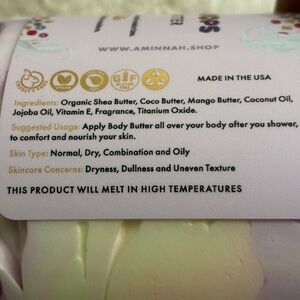 WWW.AMINNAH.SHOP
MADE IN THE USA
Ingredients: Organic Shea Butter, Coco Butter, Mango Butter, Coconut Oil,
Jojoba Oil, Vitamin E, Fragrance, Titanium Oxide.
Suggested Usage: Apply Body Butter all over your body after you shower,
to comfort and nourish your skin.
Skin Type: Normal, Dry, Combination and Oily
Skincare Concerns: Dryness, Dullness and Uneven Texture
THIS PRODUCT WILL MELT IN HIGH TEMPERATURES